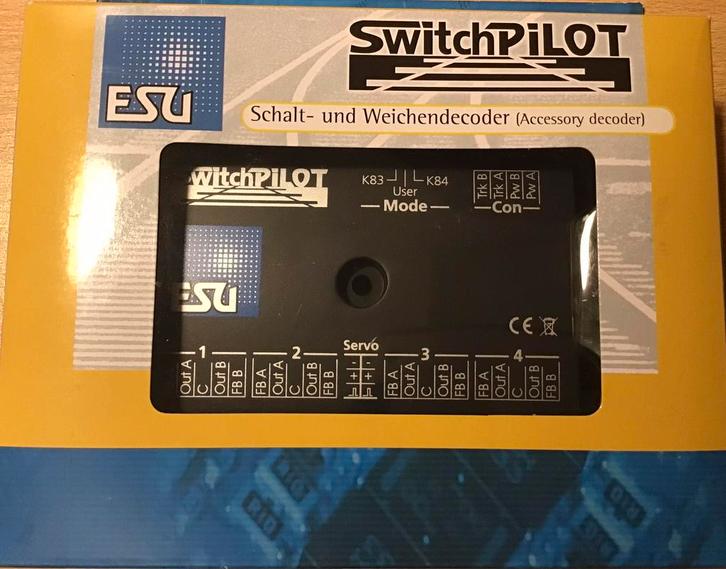 ESU
SwitchPiLOT
Schalt- und Weichendecoder (Accessory decoder)
witchPiLOT
K83 K84
User
Mode
Trk B
Trk A
Pw B
Pw A
Con
ESU
CE
Servo
1 2 3 4
Out A
C
Out B
FB B
FB A
Out A
C
Out B
FB B
- -
+ +
FB A
Out A
C
Out B
FB B
FB A
Out A
C
Out B
FB B
R10